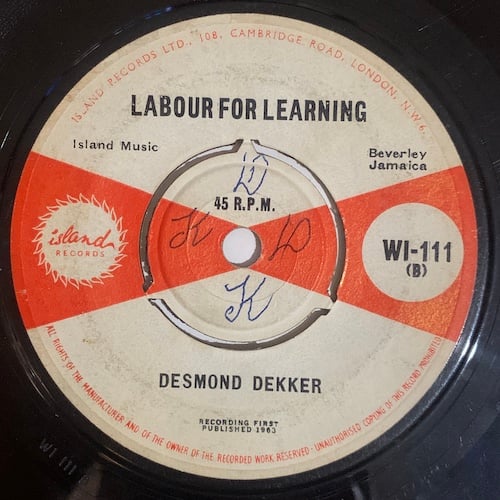 ISLAND RECORDS LTD., 108, CAMBRIDGE ROAD, LONDON, N.W.6.
LABOUR FOR LEARNING
Island Music
Beverley
Jamaica
D
45 R.P.M.
K
D
K
island
RECORDS
WI-111
(B)
DESMOND DEKKER
RECORDING FIRST
PUBLISHED 1963
ALL RIGHTS OF THE MANUFACTURER AND OF THE OWNER OF THE RECORDED WORK RESERVED. - UNAUTHORISED COPYING OF THIS RECORD PROHIBITED
WI 111